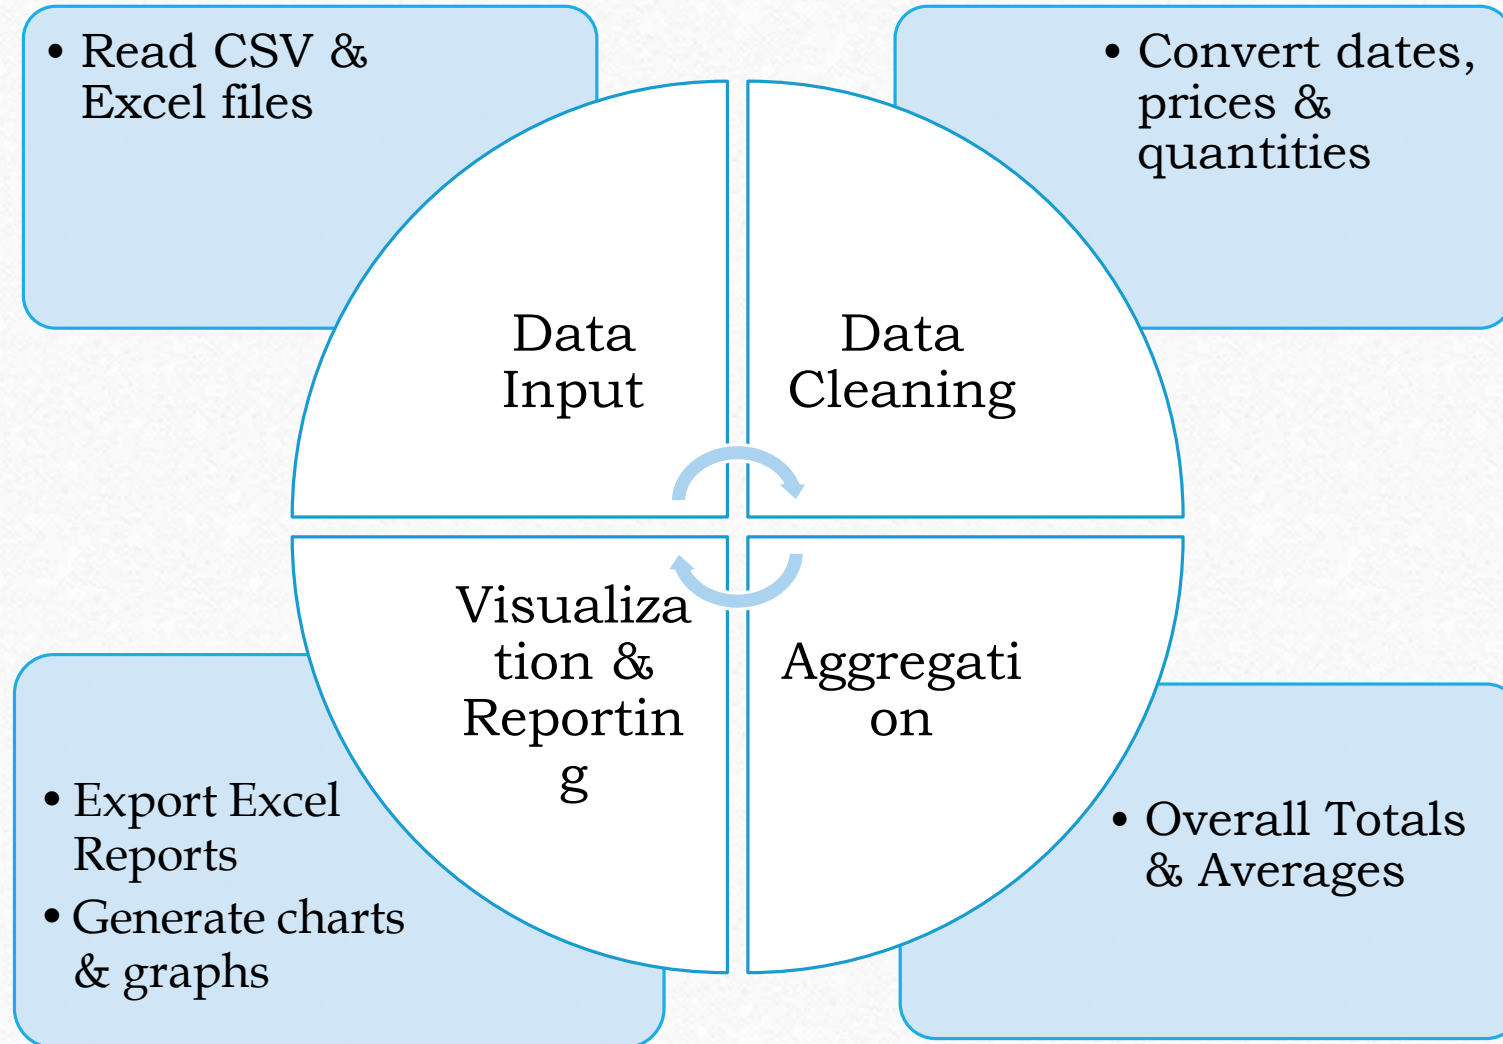 • Read CSV &
Excel files
• Convert dates,
prices &
quantities
Data
Input
Data
Cleaning
Visualiza
tion &
Reportin
g
Aggregati
on
• Export Excel
Reports
• Generate charts
& graphs
• Overall Totals
& Averages